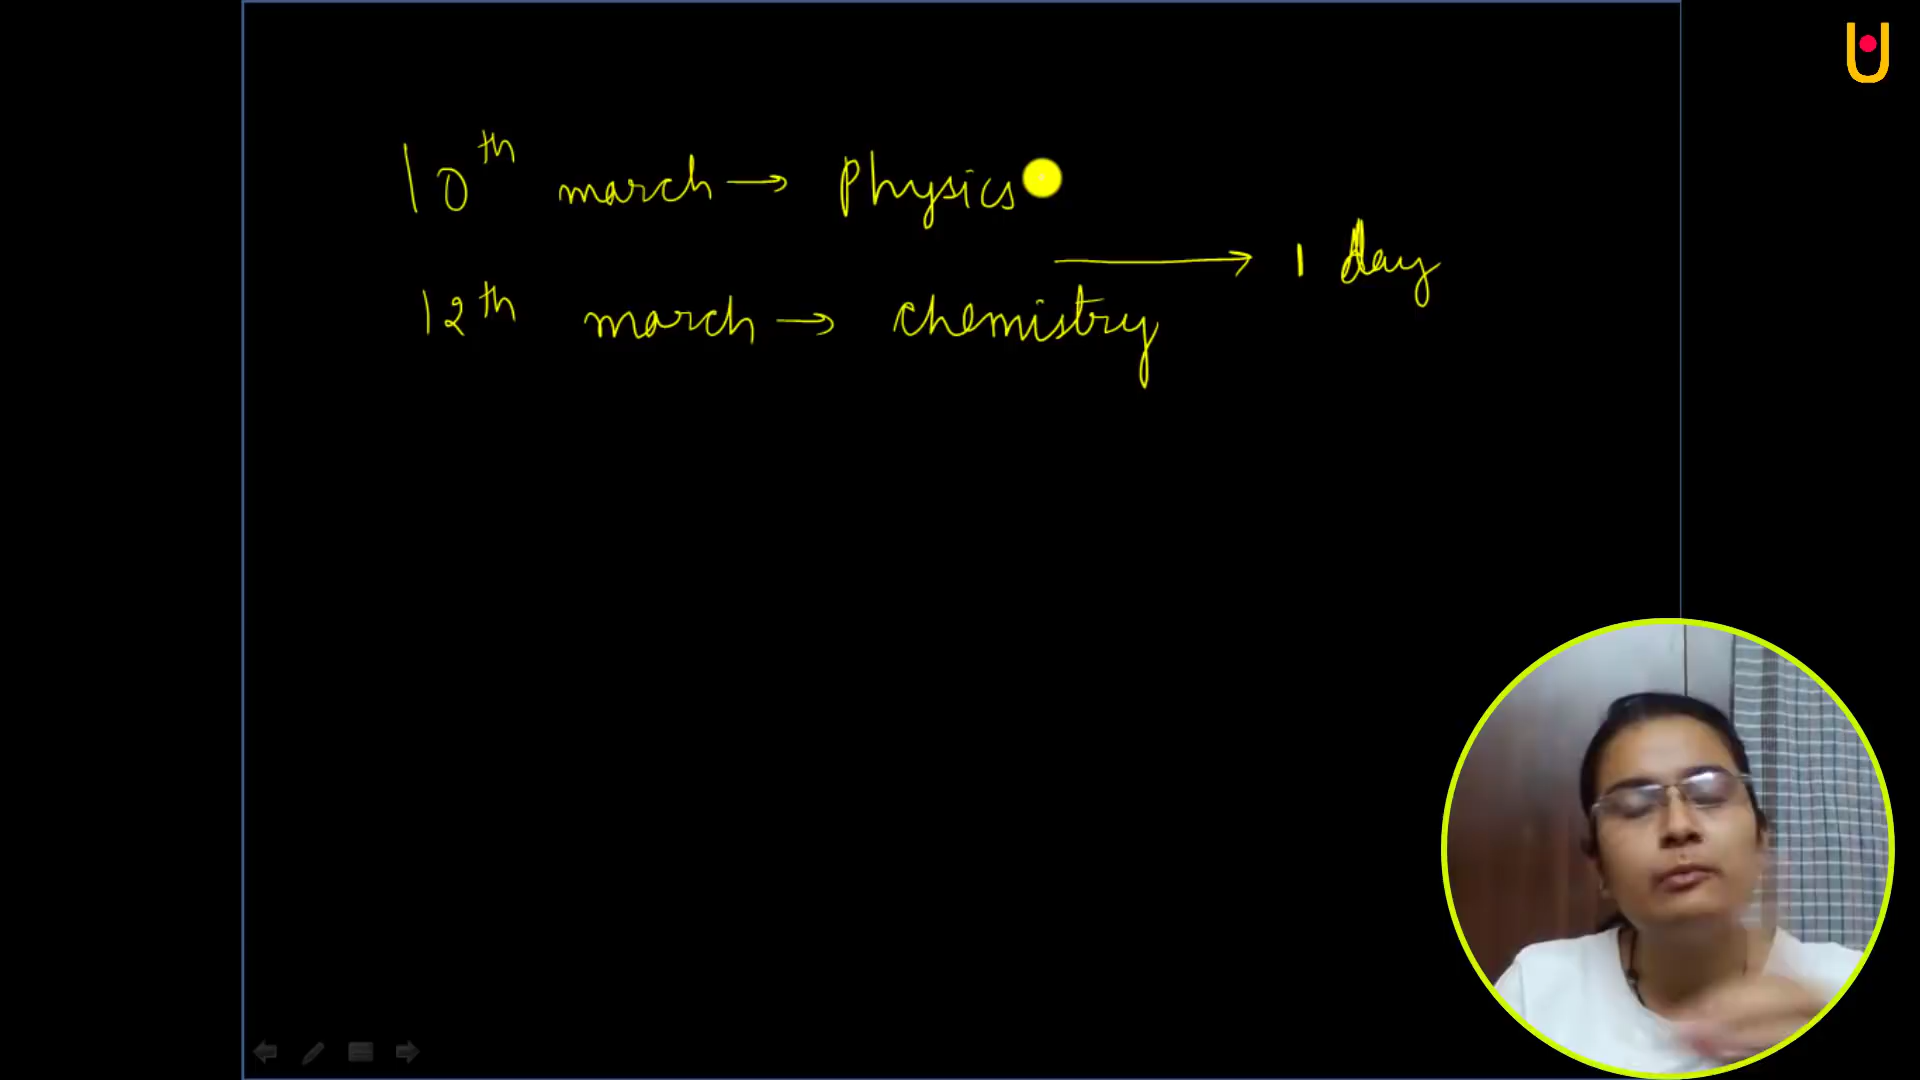 10th march → Physics
→ 1 day
12th march → chemistry